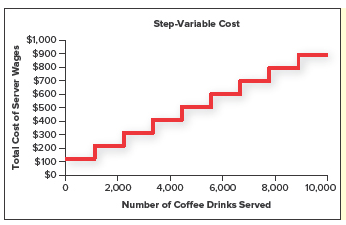 Step-Variable Cost
Total Cost of Server Wages
$1,000
$900
$800
$700
$600
$500
$400
$300
$200
$100
$0
0 2,000 4,000 6,000 8,000 10,000
Number of Coffee Drinks Served